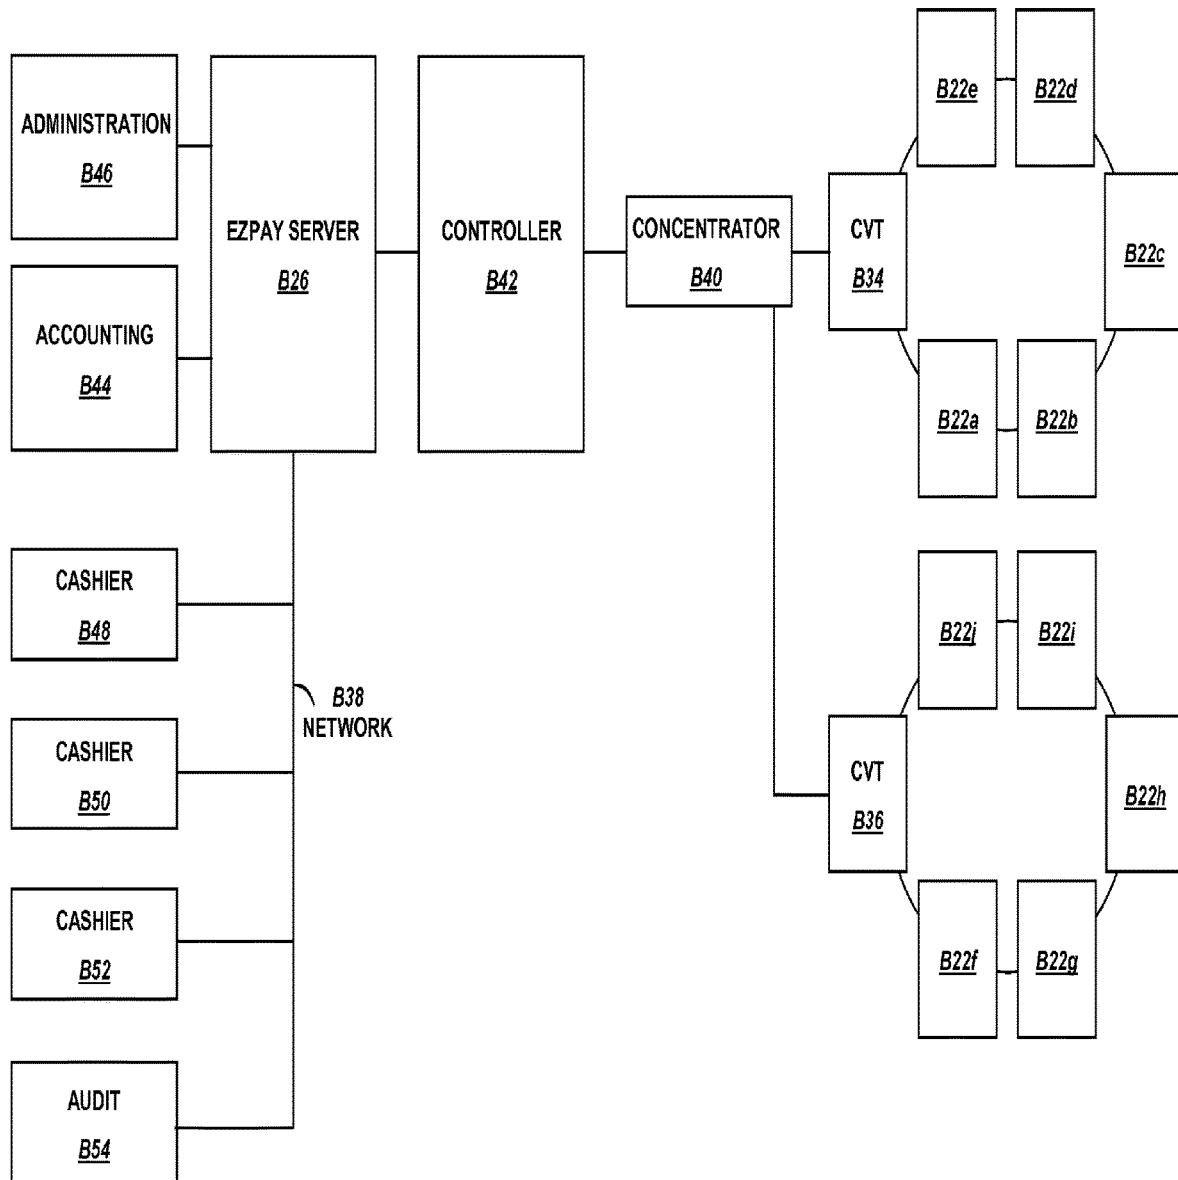 ADMINISTRATION
B46
EZPAY SERVER
B26
CONTROLLER
B42
CONCENTRATOR
B40
CVT
B34
B22e
B22d
B22c
B22a
B22b
ACCOUNTING
B44
CASHIER
B48
B38
NETWORK
CASHIER
B50
CASHIER
B52
AUDIT
B54
B22j
B22i
CVT
B36
B22h
B22f
B22g